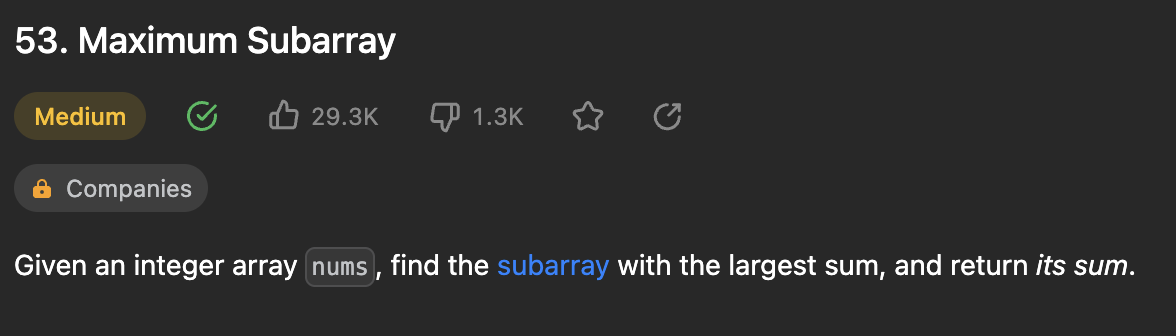 53. Maximum Subarray
Medium 29.3K 1.3K
Companies
Given an integer array nums, find the subarray with the largest sum, and return its sum.